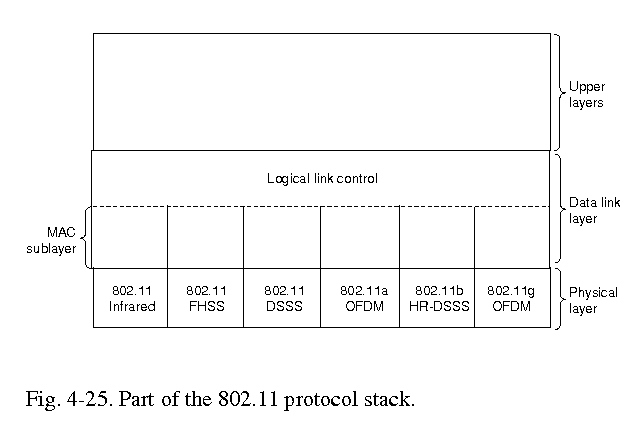 Upper
layers
Logical link control
Data link
layer
MAC
sublayer
802.11
Infrared
802.11
FHSS
802.11
DSSS
802.11a
OFDM
802.11b
HR-DSSS
802.11g
OFDM
Physical
layer
Fig. 4-25. Part of the 802.11 protocol stack.